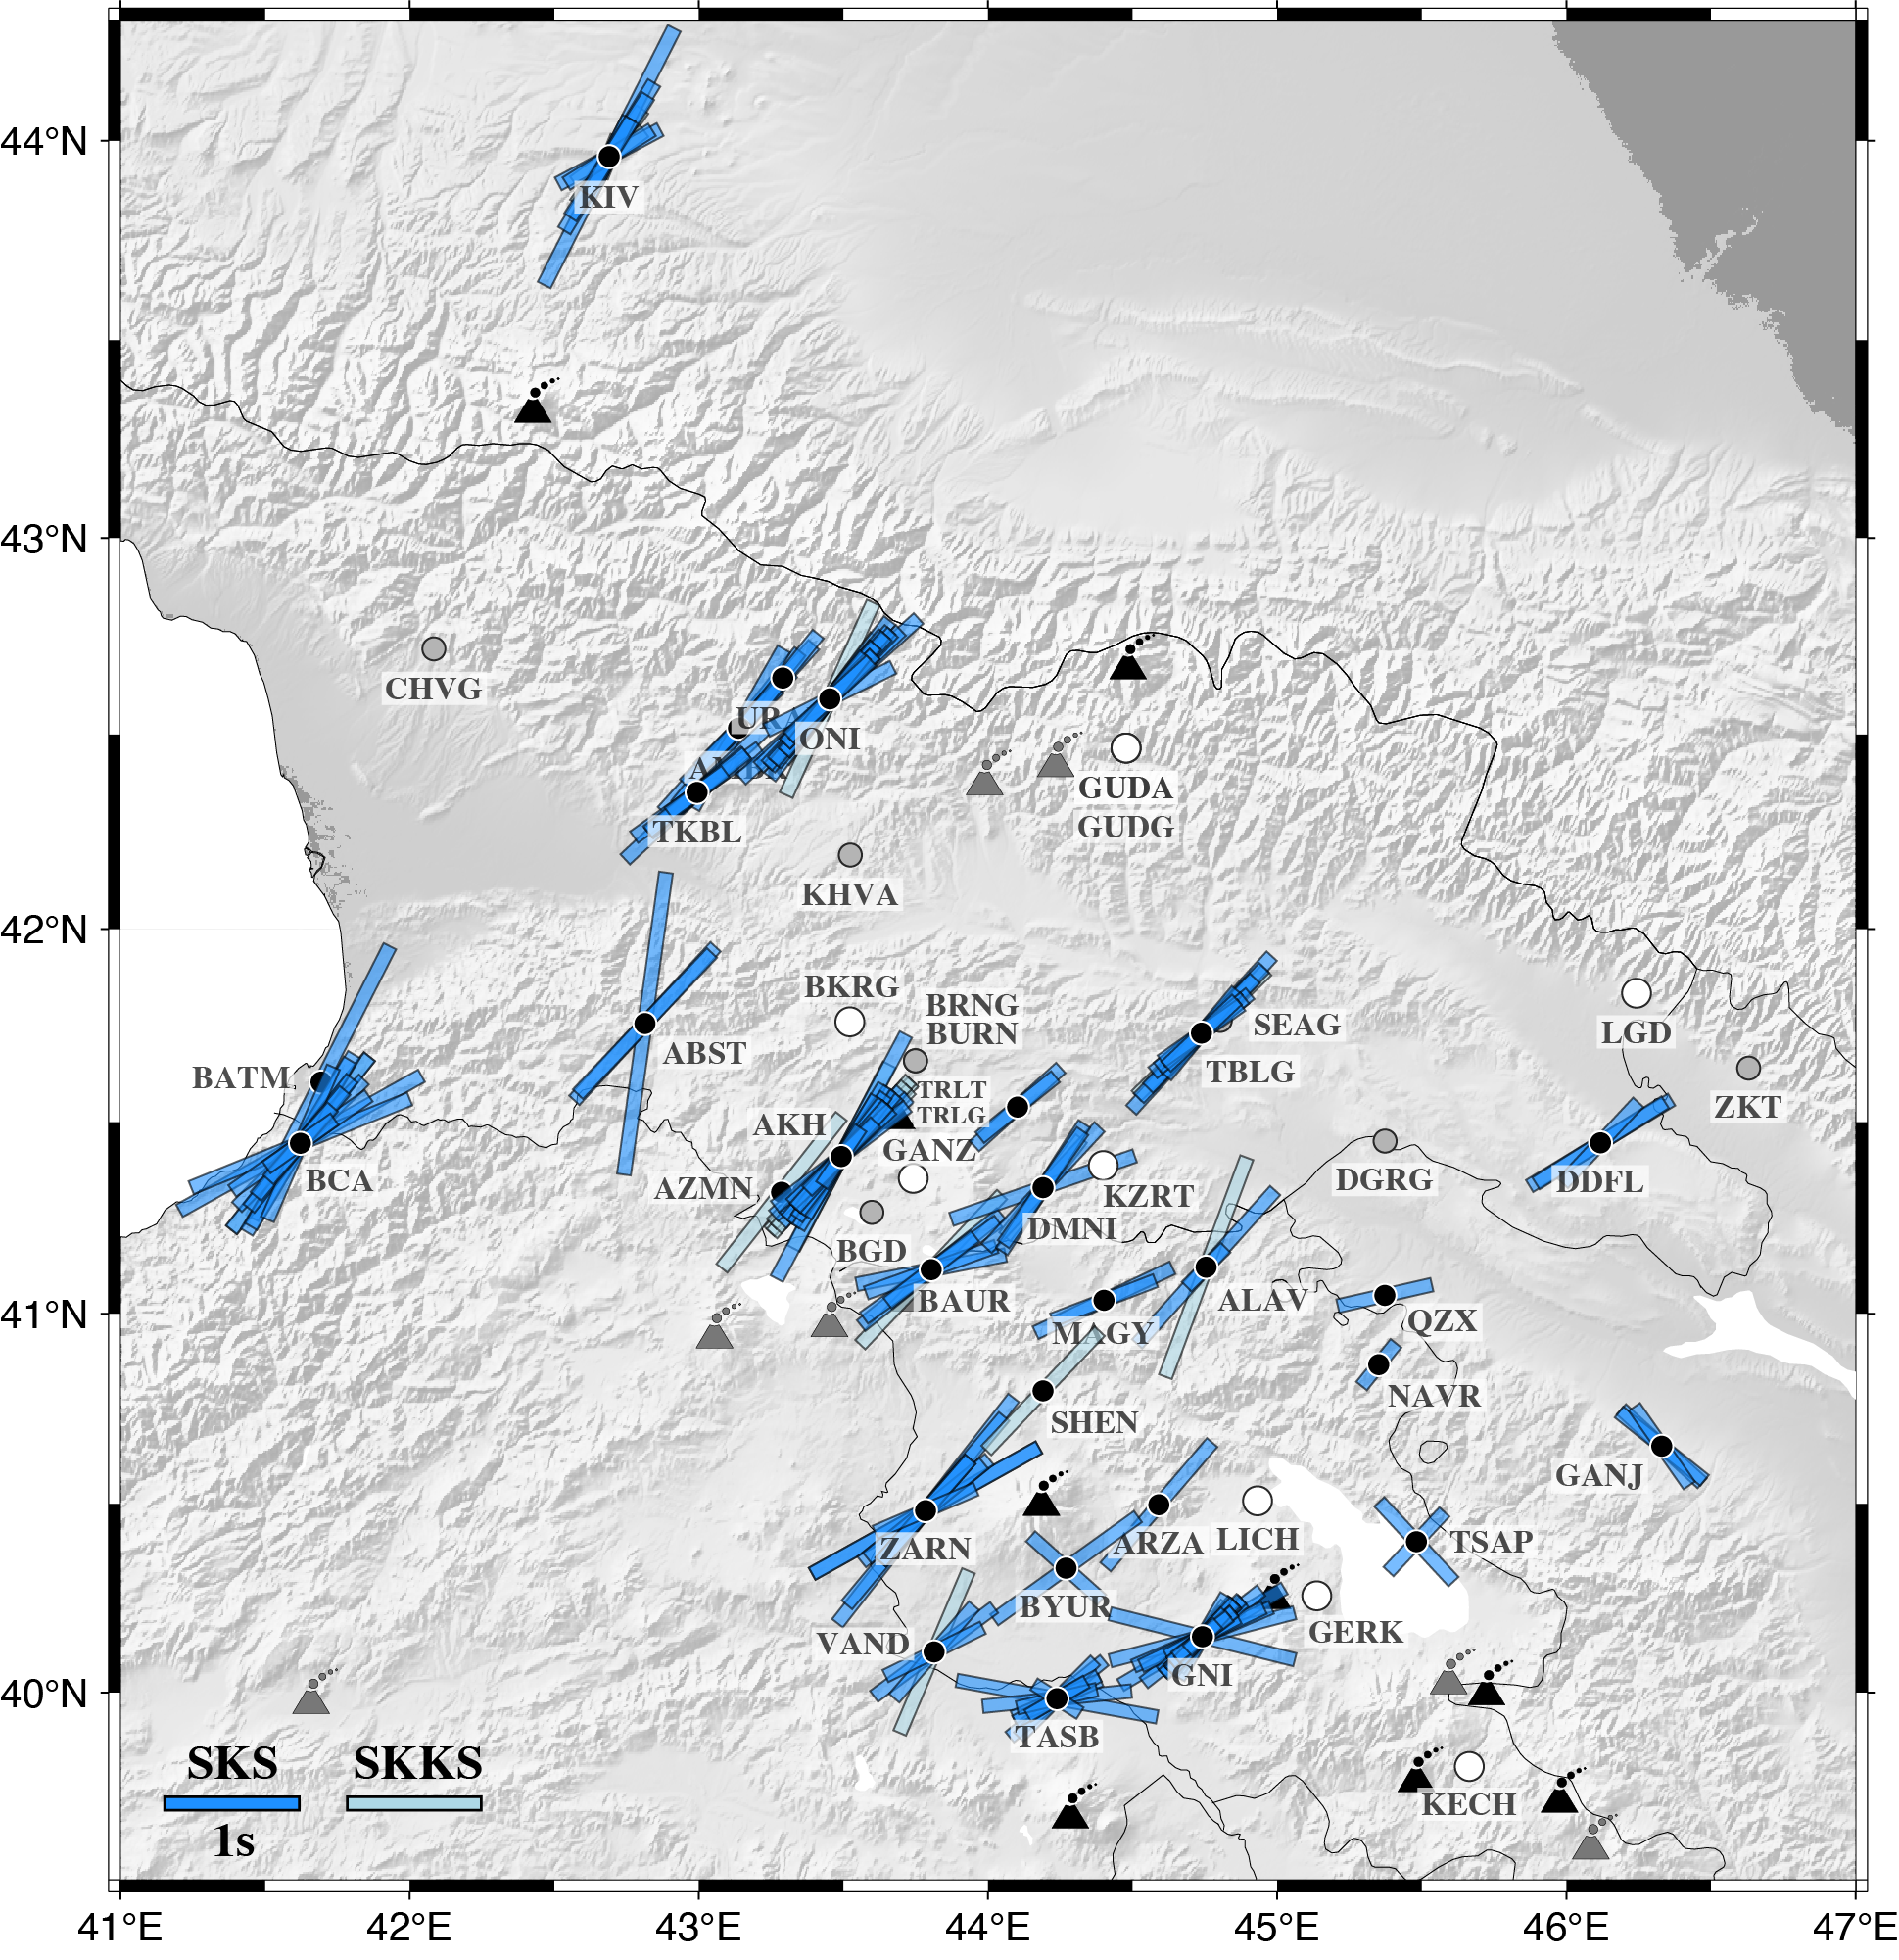 44°N
KIV
43°N
CHVG
URA
ONI
AMBR
GUDA
GUDG
TKBL
KHVA
42°N
BKRG
BRNG
BURN
LGD
SEAG
ABST
BATM
TBLG
TRLT
TRLG
ZKT
AKH
GANZ
BCA
AZMN
KZRT
DGRG
DDFL
DMNI
BGD
41°N
BAUR
ALAV
MAGY
QZX
NAVR
SHEN
GANJ
ZARN
ARZA
LICH
TSAP
BYUR
VAND
GERK
GNI
40°N
TASB
SKS
SKKS
KECH
1s
41°E
42°E
43°E
44°E
45°E
46°E
47°E